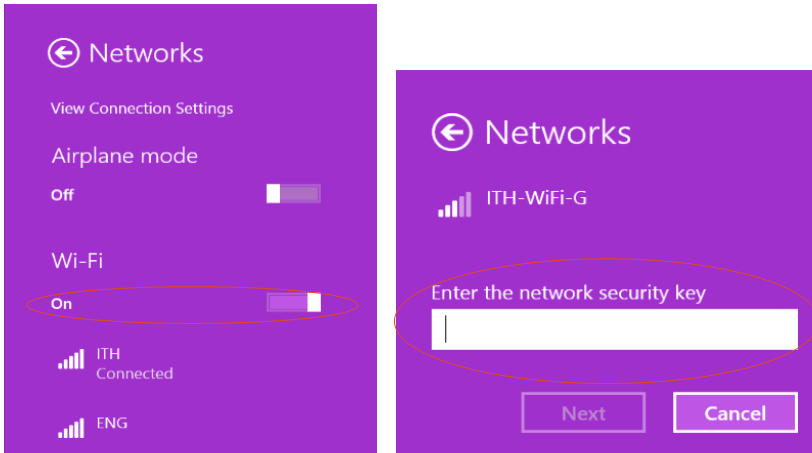 Networks
View Connection Settings
Airplane mode
Off
Wi-Fi
On
ITH
Connected
ENG
Networks
ITH-WiFi-G
Enter the network security key
Next
Cancel